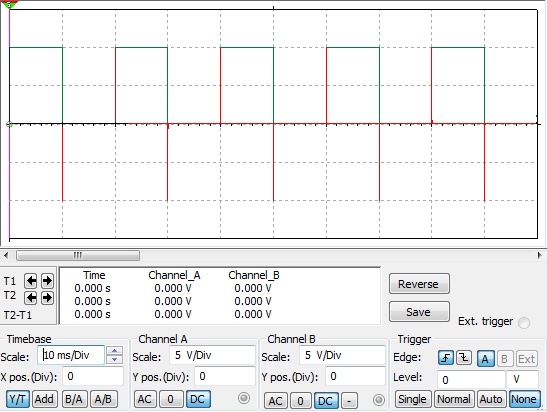 Time Channel_A Channel_B
T1 0.000 s 0.000 V 0.000 V
T2 0.000 s 0.000 V 0.000 V
T2-T1 0.000 s 0.000 V 0.000 V
Reverse
Save
Ext. trigger
Timebase
Scale: 10 ms/Div
X pos.(Div): 0
Y/T Add B/A A/B
Channel A
Scale: 5 V/Div
Y pos.(Div): 0
AC 0 DC
Channel B
Scale: 5 V/Div
Y pos.(Div): 0
AC 0 DC -
Trigger
Edge: A B Ext
Level: 0 V
Single Normal Auto None